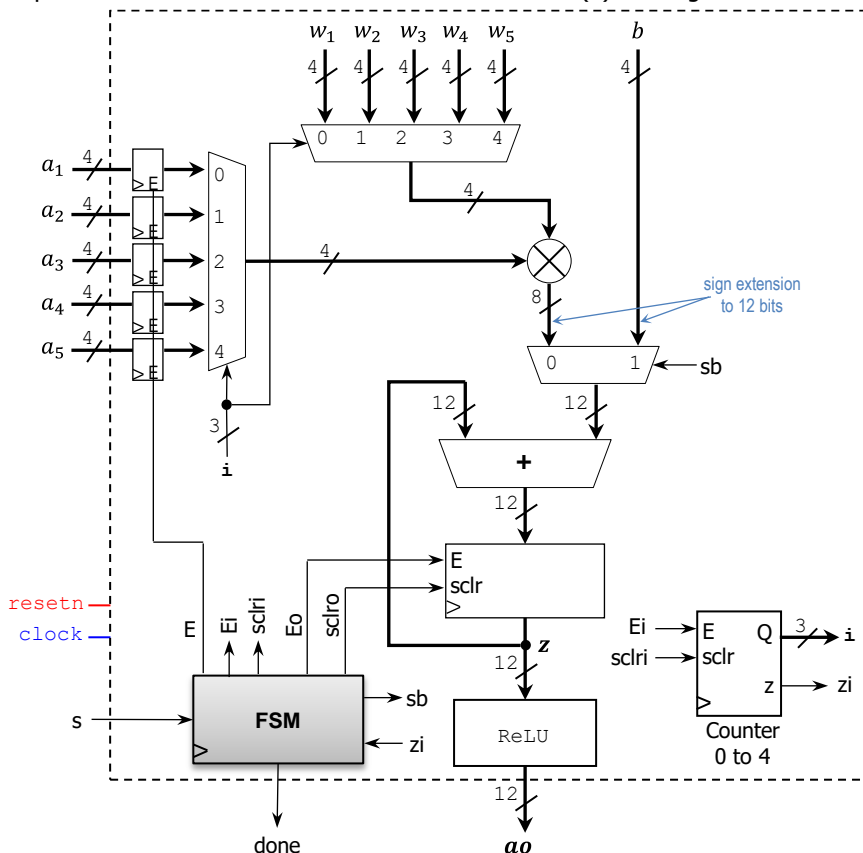 w₁ w₂ w₃ w₄ w₅ b
4 4 4 4 4 4
0 1 2 3 4
a₁ 4 E 0
a₂ 4 E 1
a₃ 4 E 2
a₄ 4 E 3
a₅ 4 E 4
4
4
8
sign extension
to 12 bits
0 1 sb
3
i
12 12
+
12
E
sclr
z
12
resetn
clock
E Ei sclri Eo sclro
s FSM sb
zi
done
ReLU
12
ao
Ei E Q 3 i
sclri sclr
z zi
Counter
0 to 4